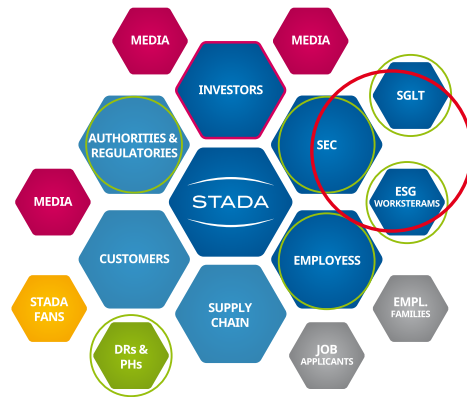 MEDIA
MEDIA
INVESTORS
SGLT
AUTHORITIES &
REGULATORIES
SEC
MEDIA
STADA
ESG
WORKSTERAMS
CUSTOMERS
EMPLOYESS
STADA
FANS
SUPPLY
CHAIN
EMPL.
FAMILIES
DRs &
PHs
JOB
APPLICANTS